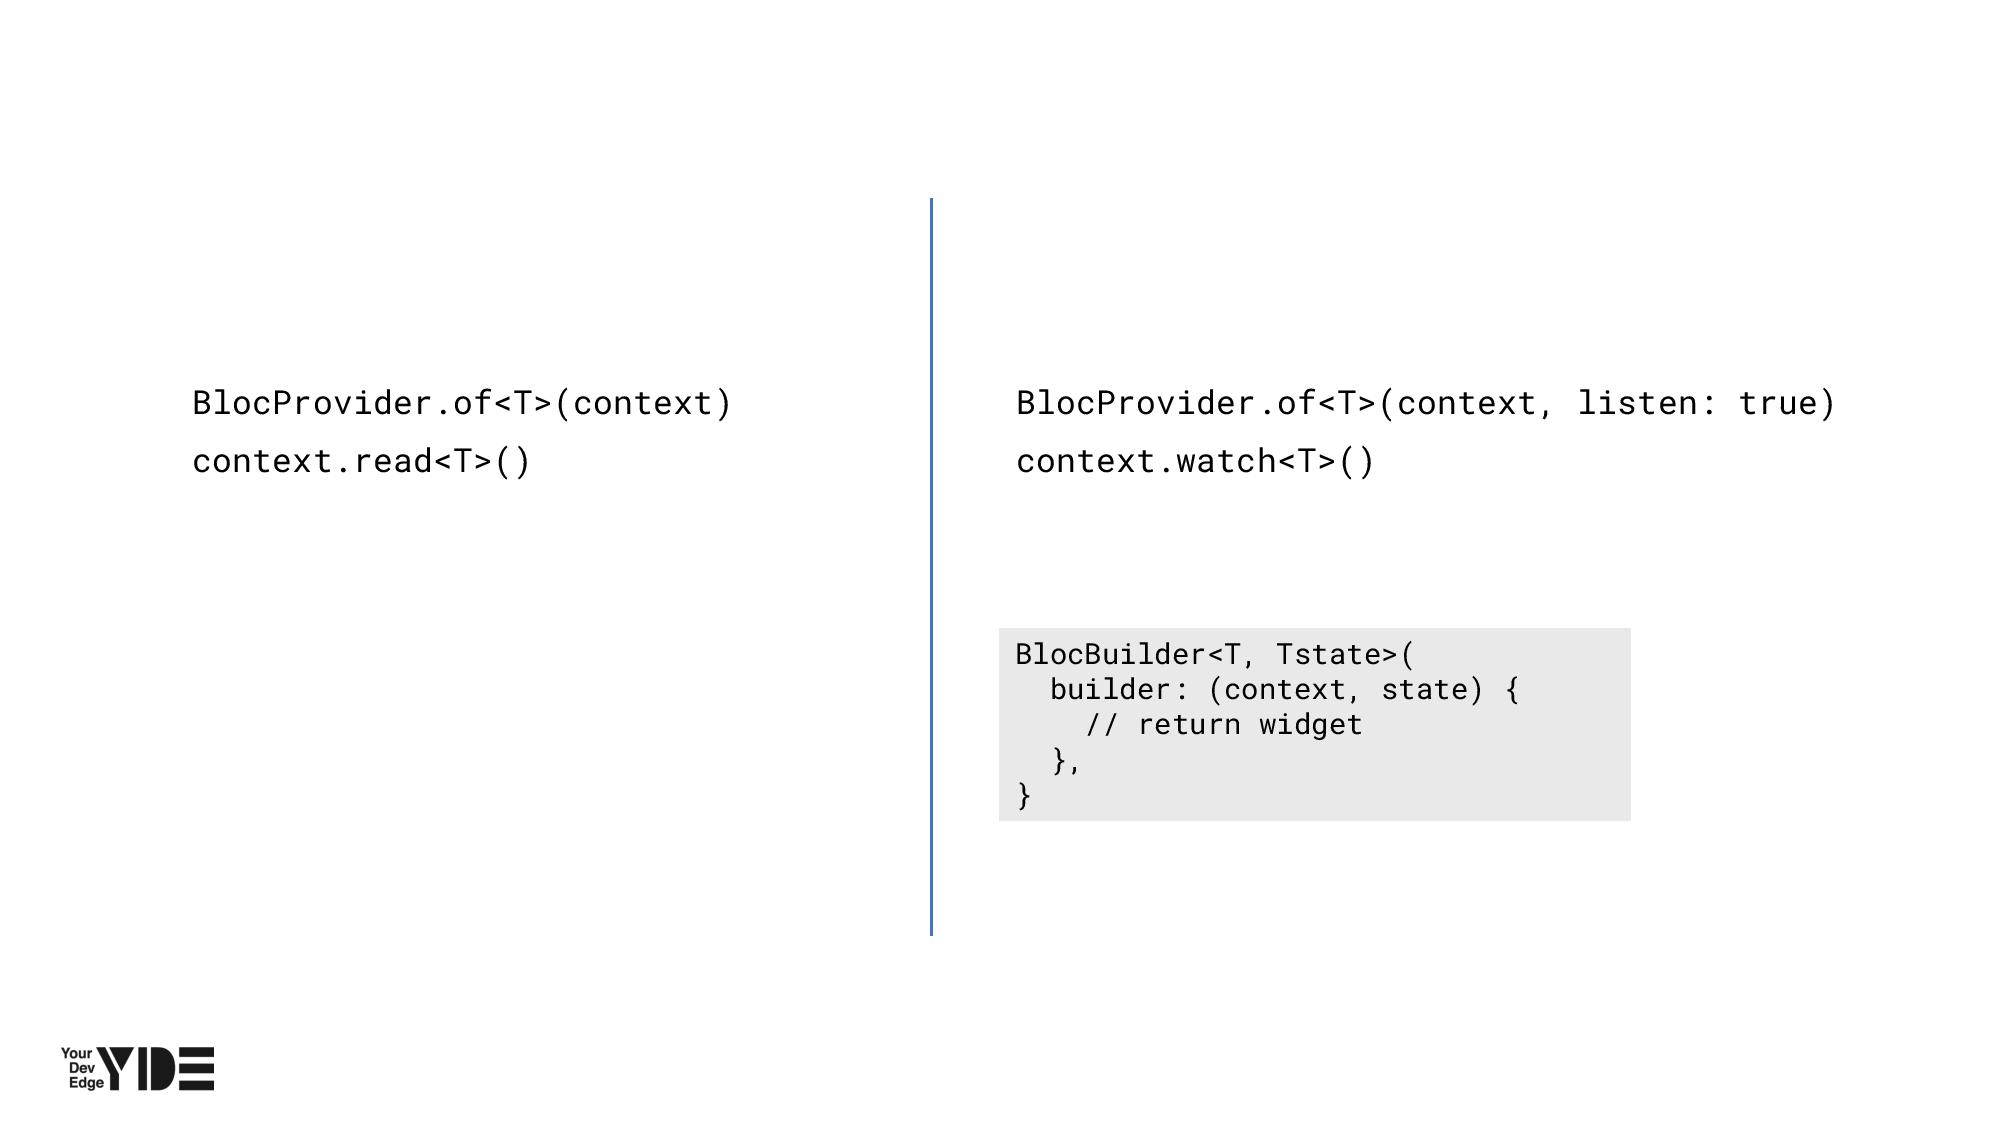 BlocProvider.of<T>(context)
context.read<T>()
BlocProvider.of<T>(context, listen: true)
context.watch<T>()
BlocBuilder<T, Tstate>(
  builder: (context, state) {
    // return widget
  },
}
Your
Dev
Edge
YDE